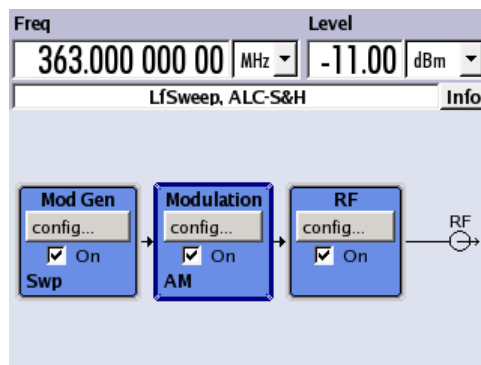 Freq Level
363.000 000 00 MHz -11.00 dBm
LfSweep, ALC-S&H Info
Mod Gen Modulation RF
config... config... config... RF
On On On
Swp AM